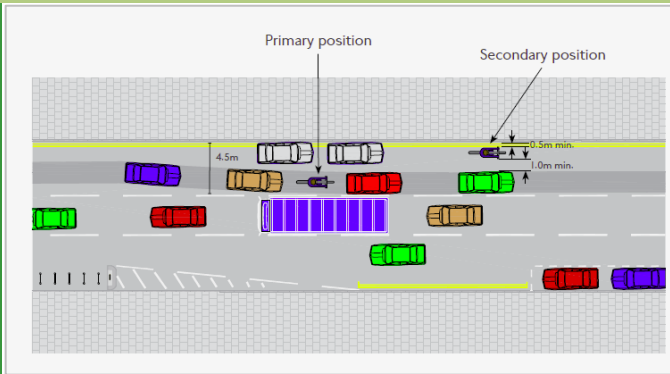 Primary position
Secondary position
4.5m
0.5m min.
1.0m min.